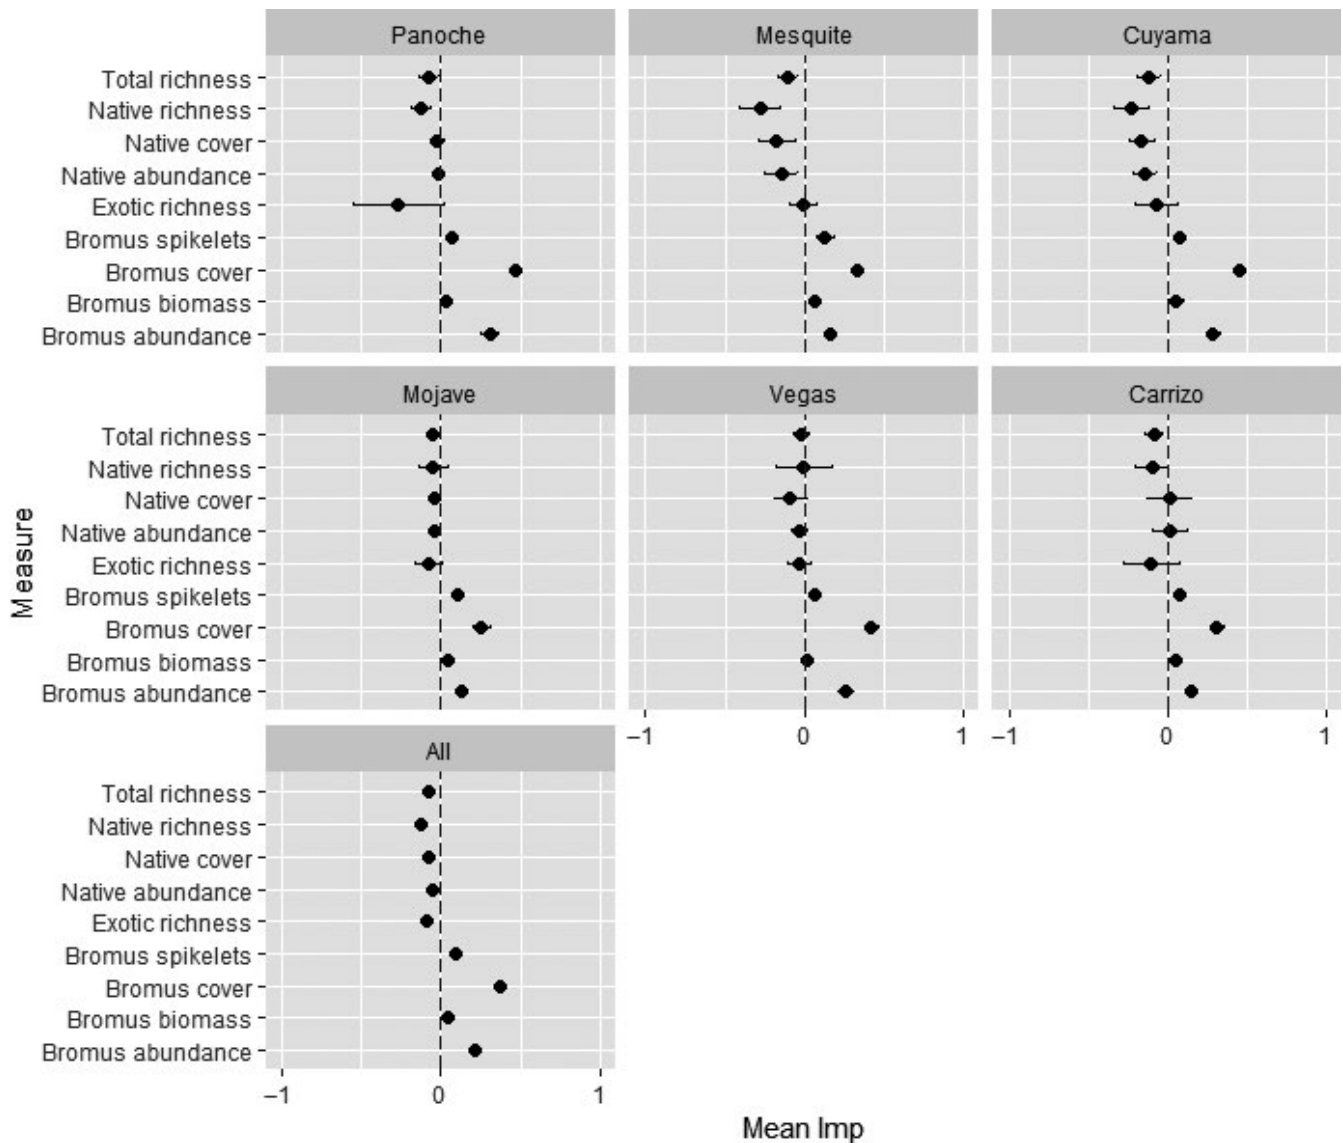 Panoche
Mesquite
Cuyama
Total richness
Native richness
Native cover
Native abundance
Exotic richness
Bromus spikelets
Bromus cover
Bromus biomass
Bromus abundance
Mojave
Vegas
Carrizo
Total richness
Native richness
Native cover
Native abundance
Exotic richness
Bromus spikelets
Bromus cover
Bromus biomass
Bromus abundance
−1 0 1
−1 0 1
All
Total richness
Native richness
Native cover
Native abundance
Exotic richness
Bromus spikelets
Bromus cover
Bromus biomass
Bromus abundance
−1 0 1
Measure
Mean Imp